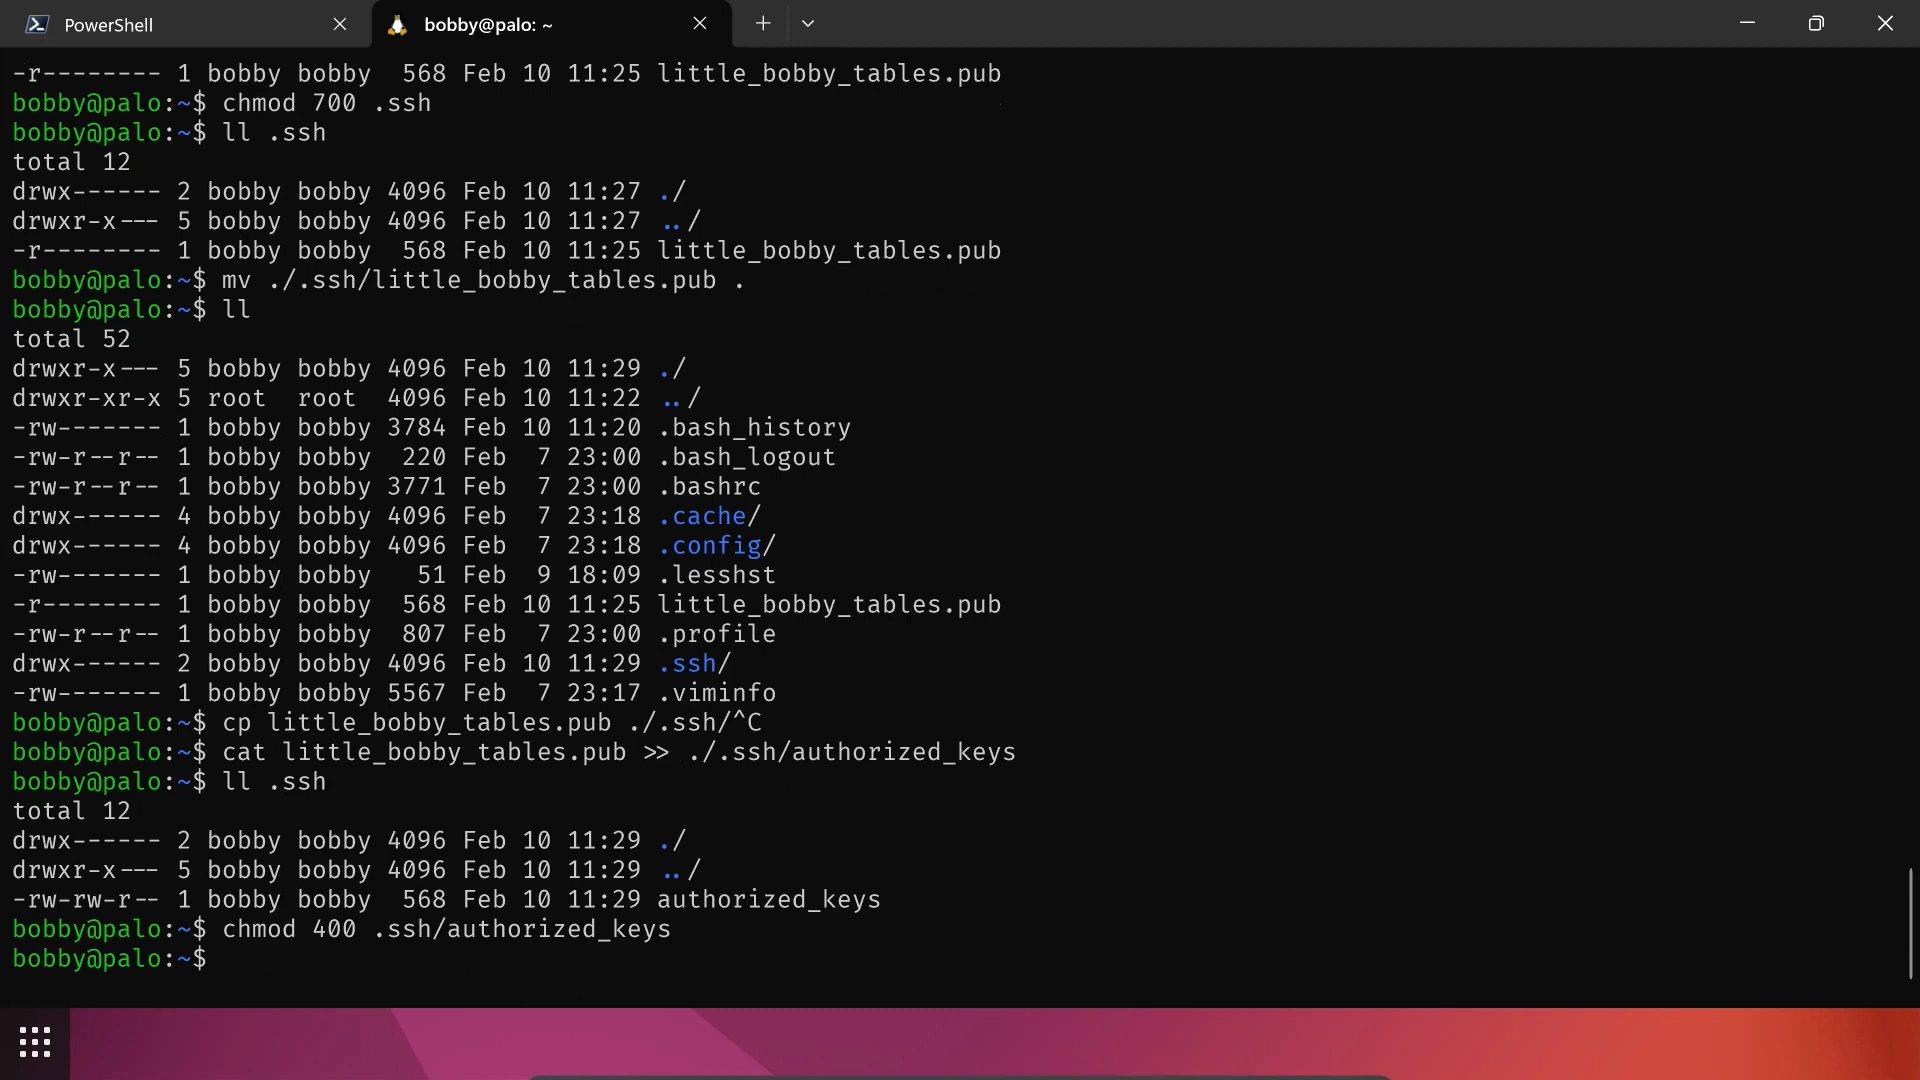 PowerShell
bobby@palo: ~
-r-------- 1 bobby bobby  568 Feb 10 11:25 little_bobby_tables.pub
bobby@palo:~$ chmod 700 .ssh
bobby@palo:~$ ll .ssh
total 12
drwx------ 2 bobby bobby 4096 Feb 10 11:27 ./
drwxr-x--- 5 bobby bobby 4096 Feb 10 11:27 ../
-r-------- 1 bobby bobby  568 Feb 10 11:25 little_bobby_tables.pub
bobby@palo:~$ mv ./.ssh/little_bobby_tables.pub .
bobby@palo:~$ ll
total 52
drwxr-x--- 5 bobby bobby 4096 Feb 10 11:29 ./
drwxr-xr-x 5 root  root  4096 Feb 10 11:22 ../
-rw------- 1 bobby bobby 3784 Feb 10 11:20 .bash_history
-rw-r--r-- 1 bobby bobby  220 Feb  7 23:00 .bash_logout
-rw-r--r-- 1 bobby bobby 3771 Feb  7 23:00 .bashrc
drwx------ 4 bobby bobby 4096 Feb  7 23:18 .cache/
drwx------ 4 bobby bobby 4096 Feb  7 23:18 .config/
-rw------- 1 bobby bobby   51 Feb  9 18:09 .lesshst
-r-------- 1 bobby bobby  568 Feb 10 11:25 little_bobby_tables.pub
-rw-r--r-- 1 bobby bobby  807 Feb  7 23:00 .profile
drwx------ 2 bobby bobby 4096 Feb 10 11:29 .ssh/
-rw------- 1 bobby bobby 5567 Feb  7 23:17 .viminfo
bobby@palo:~$ cp little_bobby_tables.pub ./.ssh/^C
bobby@palo:~$ cat little_bobby_tables.pub >> ./.ssh/authorized_keys
bobby@palo:~$ ll .ssh
total 12
drwx------ 2 bobby bobby 4096 Feb 10 11:29 ./
drwxr-x--- 5 bobby bobby 4096 Feb 10 11:29 ../
-rw-rw-r-- 1 bobby bobby  568 Feb 10 11:29 authorized_keys
bobby@palo:~$ chmod 400 .ssh/authorized_keys
bobby@palo:~$